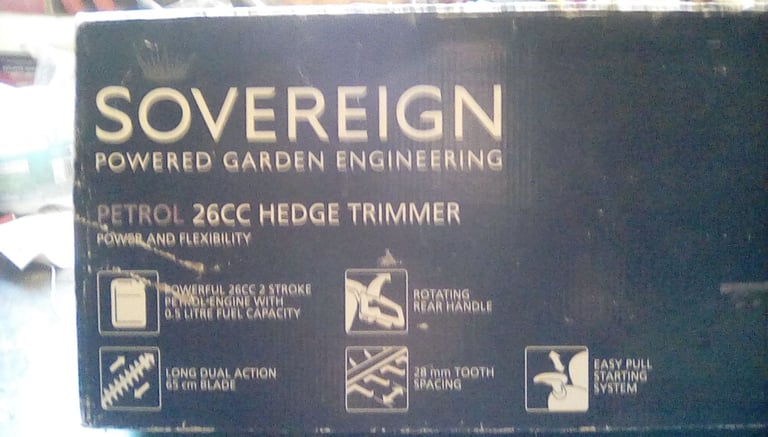 SOVEREIGN
POWERED GARDEN ENGINEERING
PETROL 26CC HEDGE TRIMMER
POWER AND FLEXIBILITY
POWERFUL 26CC 2 STROKE
PETROL ENGINE WITH
0.5 LITRE FUEL CAPACITY
ROTATING
REAR HANDLE
LONG DUAL ACTION
65 cm BLADE
28 mm TOOTH
SPACING
EASY PULL
STARTING
SYSTEM